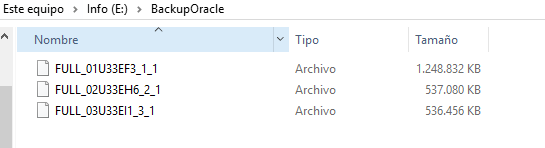 Este equipo > Info (E:) > BackupOracle
Nombre Tipo Tamaño
FULL_01U33EF3_1_1 Archivo 1.248.832 KB
FULL_02U33EH6_2_1 Archivo 537.080 KB
FULL_03U33EI1_3_1 Archivo 536.456 KB